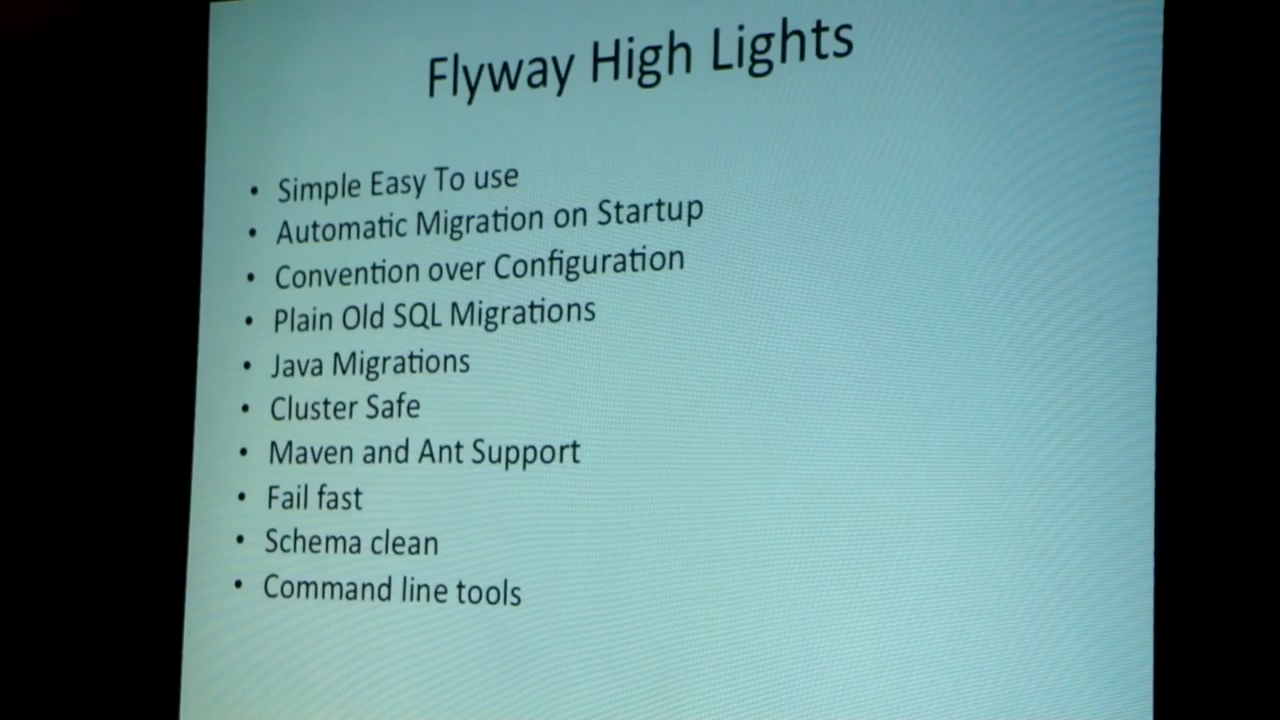 Flyway High Lights
• Simple Easy To use
• Automatic Migration on Startup
• Convention over Configuration
• Plain Old SQL Migrations
• Java Migrations
• Cluster Safe
• Maven and Ant Support
• Fail fast
• Schema clean
• Command line tools